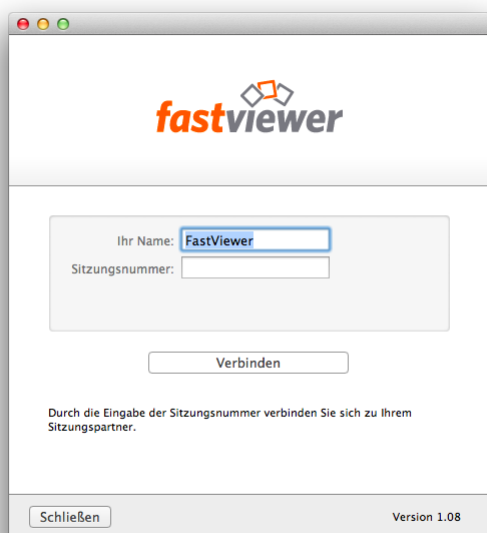 fastviewer
Ihr Name: FastViewer
Sitzungsnummer:
Verbinden
Durch die Eingabe der Sitzungsnummer verbinden Sie sich zu Ihrem
Sitzungspartner.
Schließen Version 1.08